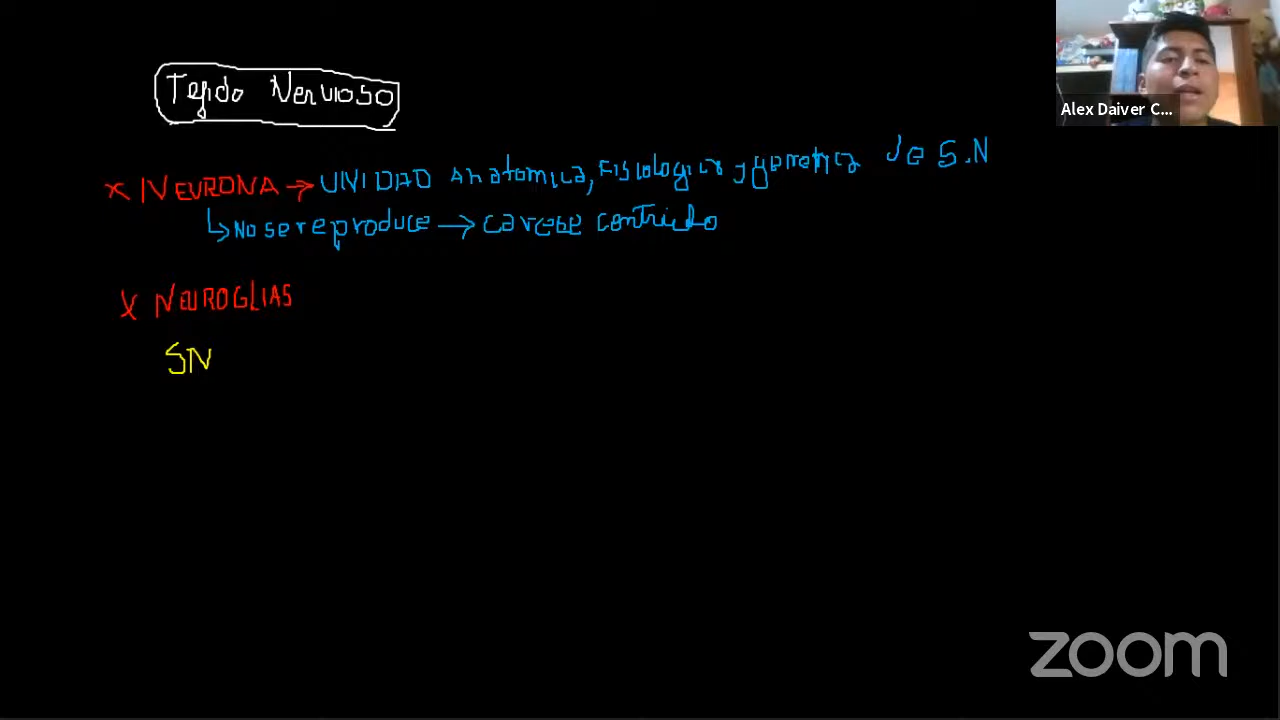 Tejido Nervioso
Alex Daiver C...
x NEURONA → UNIDAD Anatomica, Fisiologica y genetica de S.N
↳ No se reproduce → carece centriolo
x NEUROGLIAS
SN
zoom